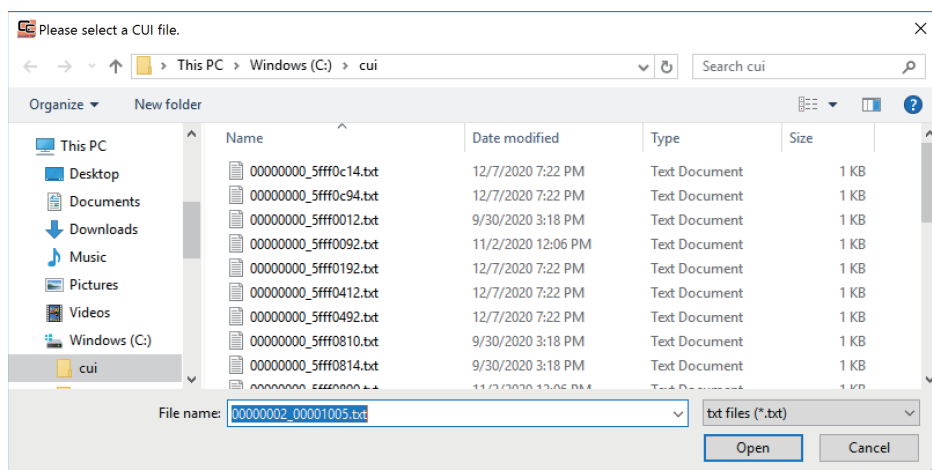 Please select a CUI file.
This PC > Windows (C:) > cui
Search cui
Organize
New folder
Name Date modified Type Size
This PC
Desktop
Documents
Downloads
Music
Pictures
Videos
Windows (C:)
cui
00000000_5fff0c14.txt 12/7/2020 7:22 PM Text Document 1 KB
00000000_5fff0c94.txt 12/7/2020 7:22 PM Text Document 1 KB
00000000_5fff0012.txt 9/30/2020 3:18 PM Text Document 1 KB
00000000_5fff0092.txt 11/2/2020 12:06 PM Text Document 1 KB
00000000_5fff0192.txt 12/7/2020 7:22 PM Text Document 1 KB
00000000_5fff0412.txt 12/7/2020 7:22 PM Text Document 1 KB
00000000_5fff0492.txt 12/7/2020 7:22 PM Text Document 1 KB
00000000_5fff0810.txt 9/30/2020 3:18 PM Text Document 1 KB
00000000_5fff0814.txt 9/30/2020 3:18 PM Text Document 1 KB
File name: 00000002_00001005.txt
txt files (*.txt)
Open
Cancel